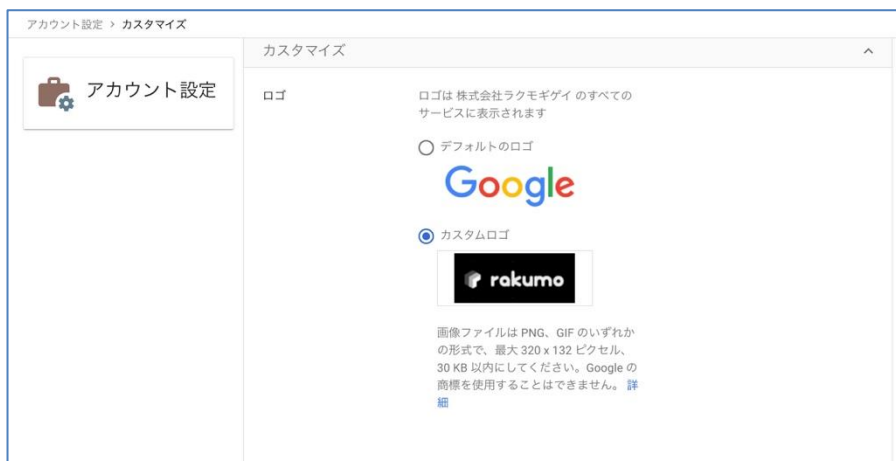 アカウント設定 > カスタマイズ
アカウント設定
カスタマイズ
ロゴ
ロゴは 株式会社ラクモギゲイ のすべての
サービスに表示されます
デフォルトのロゴ
Google
カスタムロゴ
rakumo
画像ファイルは PNG、GIF のいずれか
の形式で、最大 320 x 132 ピクセル、
30 KB 以内にしてください。Google の
商標を使用することはできません。 詳
細